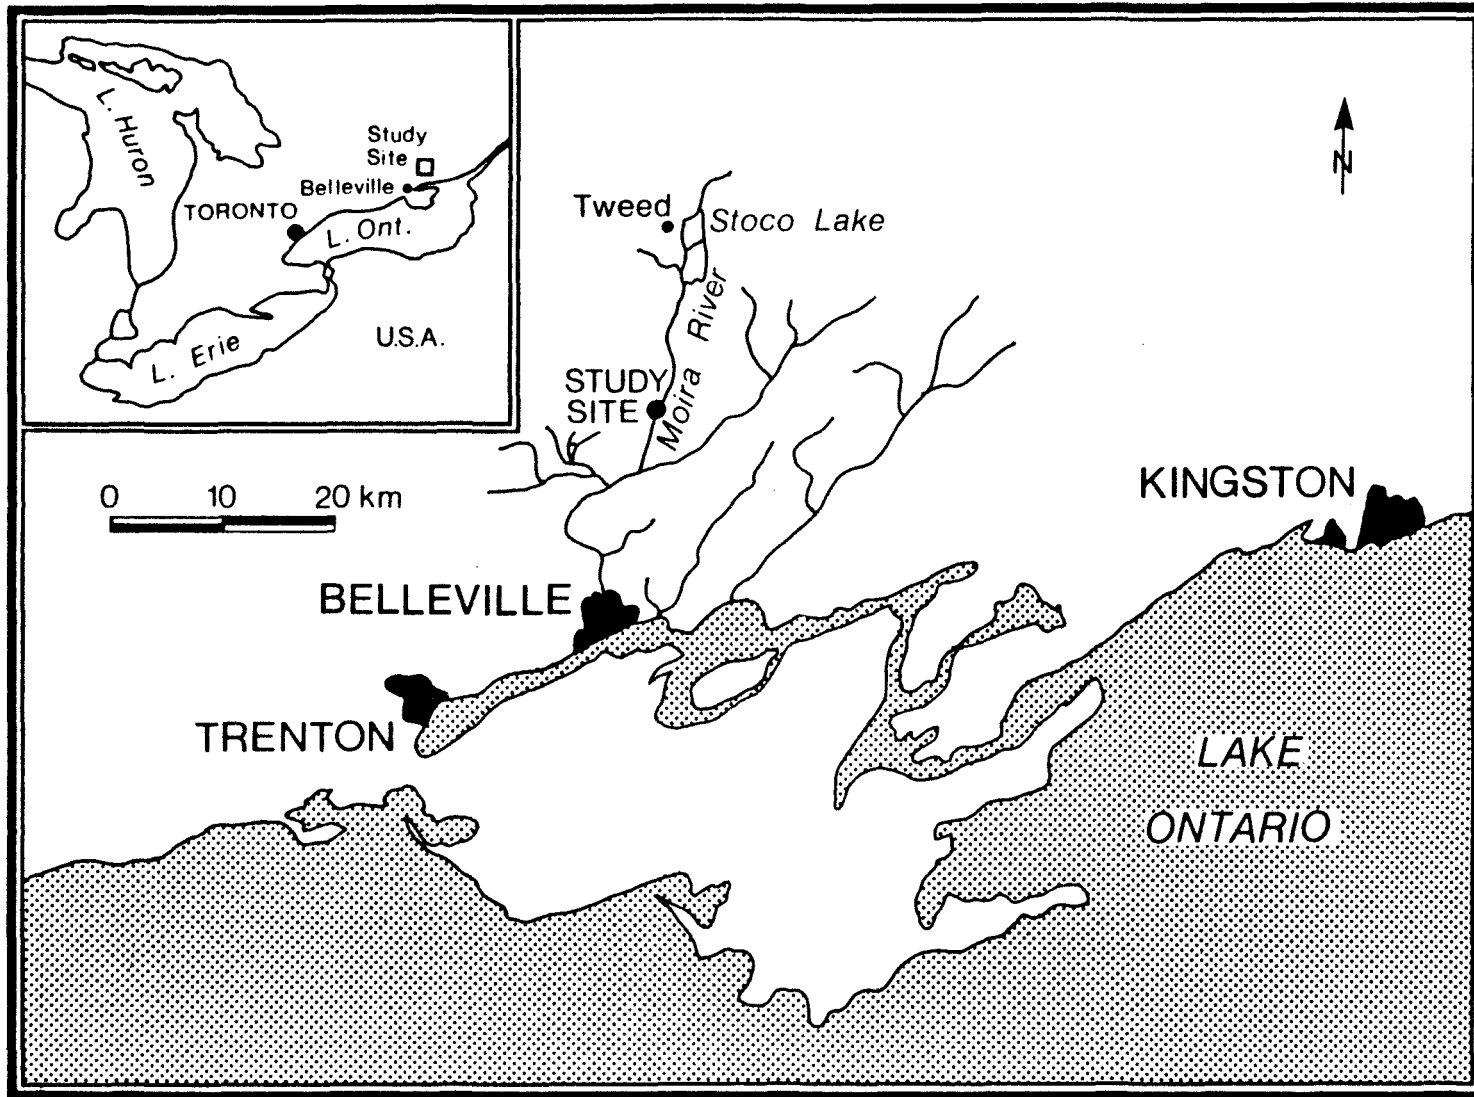 L. Huron
Study
Site
Belleville
TORONTO
L. Ont.
L. Erie
U.S.A.
N
Tweed
Stoco Lake
Moira River
STUDY
SITE
0 10 20 km
KINGSTON
BELLEVILLE
TRENTON
LAKE
ONTARIO